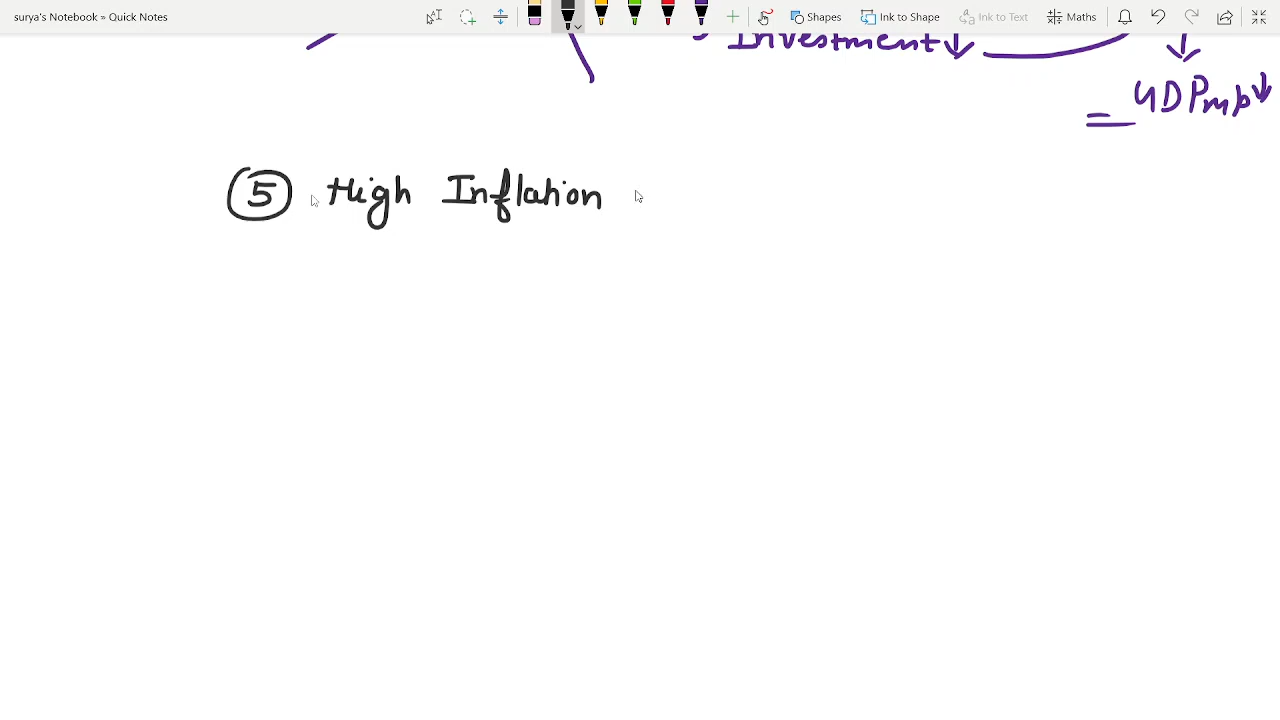 surya's Notebook » Quick Notes
Shapes
Ink to Shape
Ink to Text
Maths
Investment↓
GDPmp↓
=
5 High Inflation